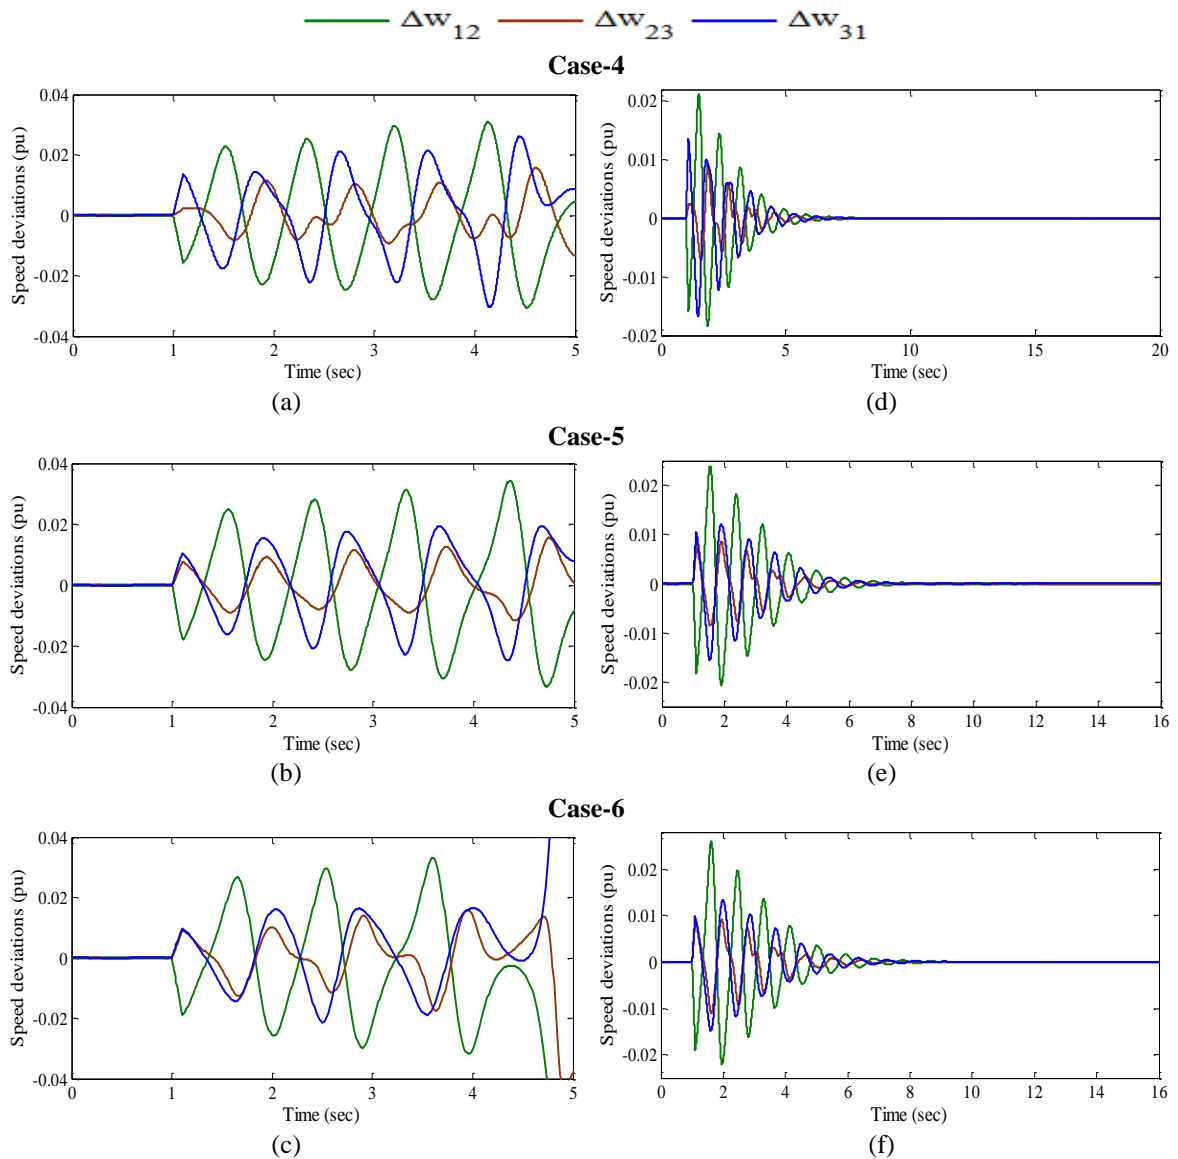 Δw12 Δw23 Δw31
Case-4
Speed deviations (pu)
0.04
0.02
0
-0.02
-0.04
0 1 2 3 4 5
Time (sec)
(a)
Speed deviations (pu)
0.02
0.01
0
-0.01
-0.02
0 5 10 15 20
Time (sec)
(d)
Case-5
Speed deviations (pu)
0.04
0.02
0
-0.02
-0.04
0 1 2 3 4 5
Time (sec)
(b)
Speed deviations (pu)
0.02
0.01
0
-0.01
-0.02
0 2 4 6 8 10 12 14 16
Time (sec)
(e)
Case-6
Speed deviations (pu)
0.04
0.02
0
-0.02
-0.04
0 1 2 3 4 5
Time (sec)
(c)
Speed deviations (pu)
0.02
0.01
0
-0.01
-0.02
0 2 4 6 8 10 12 14 16
Time (sec)
(f)